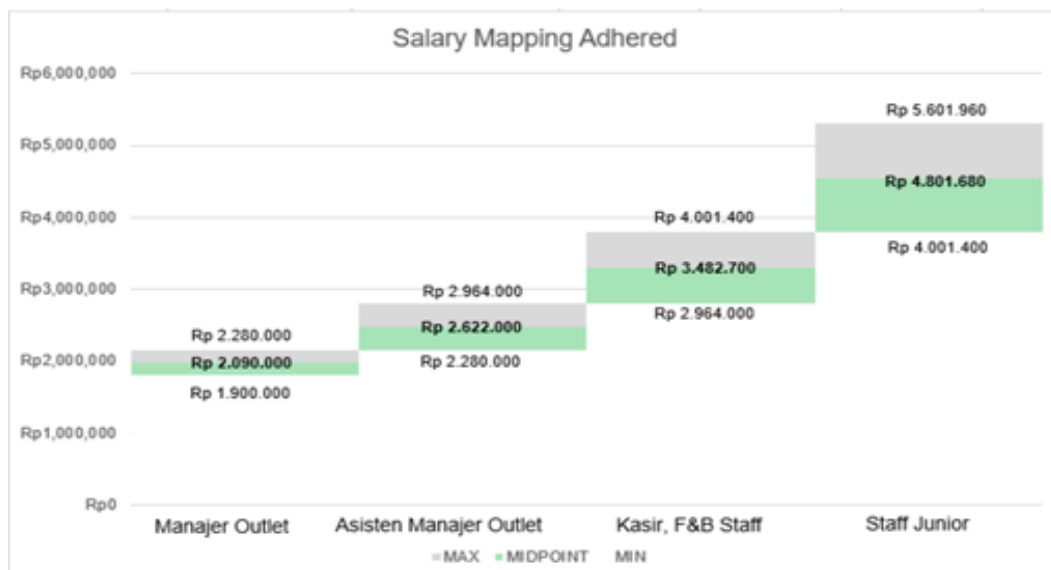 Salary Mapping Adhered
Rp6,000,000
Rp 5.601.960
Rp5,000,000
Rp 4.801.680
Rp4,000,000
Rp 4.001.400
Rp 4.001.400
Rp 3.482.700
Rp3,000,000
Rp 2.964.000
Rp 2.964.000
Rp 2.622.000
Rp 2.280.000
Rp2,000,000
Rp 2.090.000
Rp 2.280.000
Rp 1.900.000
Rp1,000,000
Rp0
Manajer Outlet
Asisten Manajer Outlet
Kasir, F&B Staff
Staff Junior
MAX MIDPOINT MIN